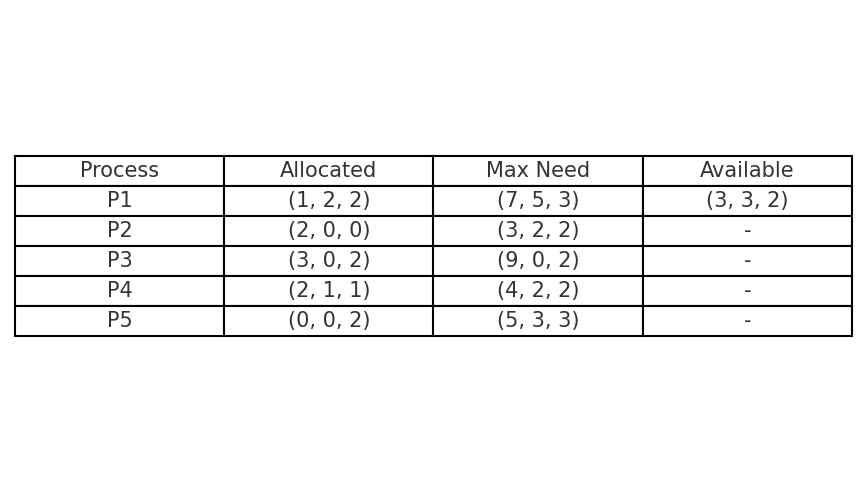 Process Allocated Max Need Available
P1 (1, 2, 2) (7, 5, 3) (3, 3, 2)
P2 (2, 0, 0) (3, 2, 2) -
P3 (3, 0, 2) (9, 0, 2) -
P4 (2, 1, 1) (4, 2, 2) -
P5 (0, 0, 2) (5, 3, 3) -